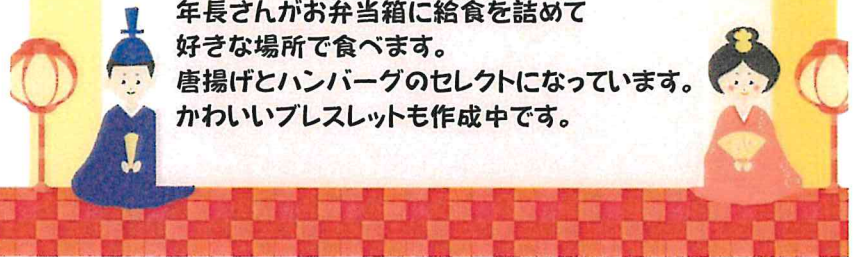 年長さんがお弁当箱に給食を詰めて
好きな場所で食べます。
唐揚げとハンバーグのセレクトになっています。
かわいいブレスレットも作成中です。